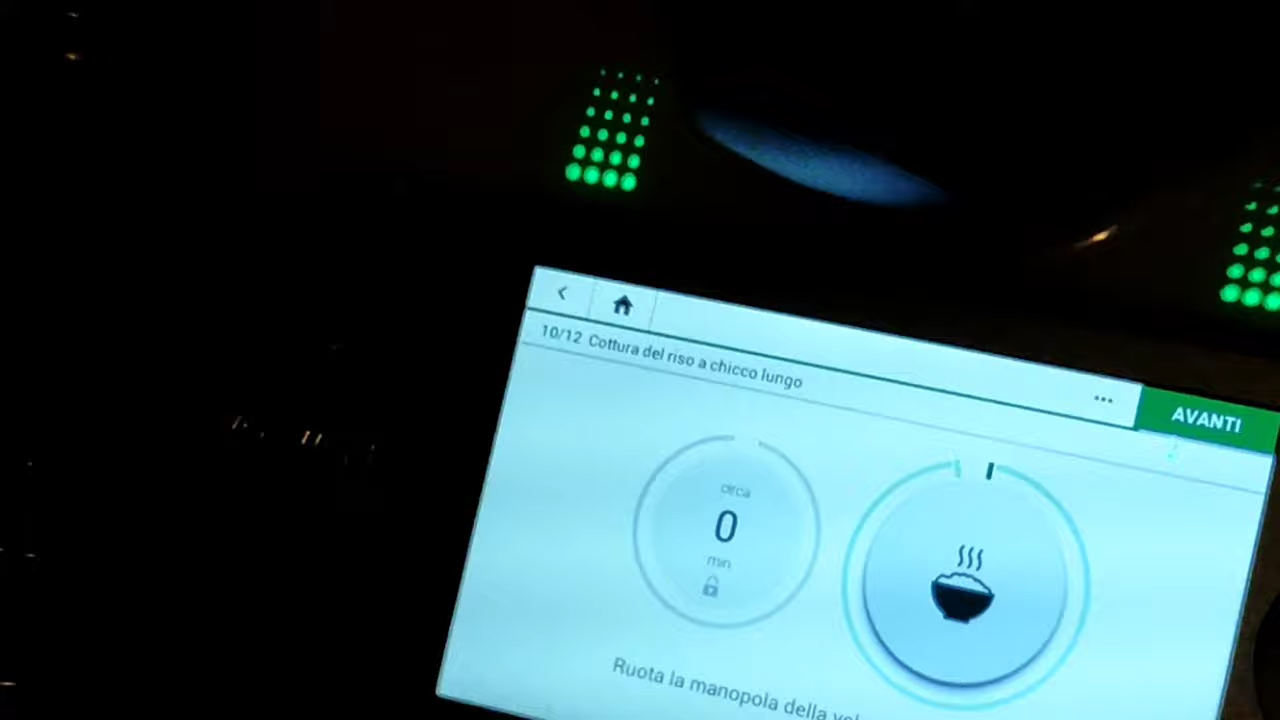 10/12 Cottura del riso a chicco lungo
AVANTI
circa
0
min
Ruota la manopola della